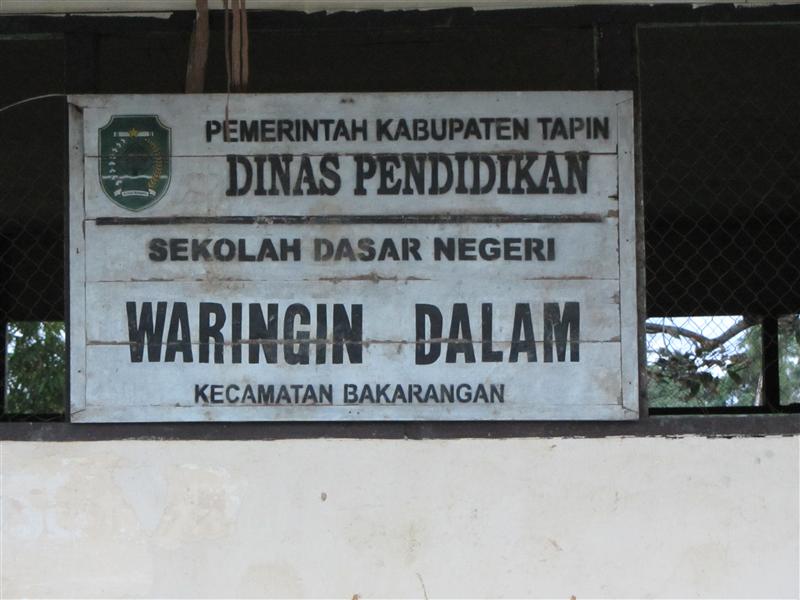 PEMERINTAH KABUPATEN TAPIN
DINAS PENDIDIKAN
SEKOLAH DASAR NEGERI
WARINGIN DALAM
KECAMATAN BAKARANGAN